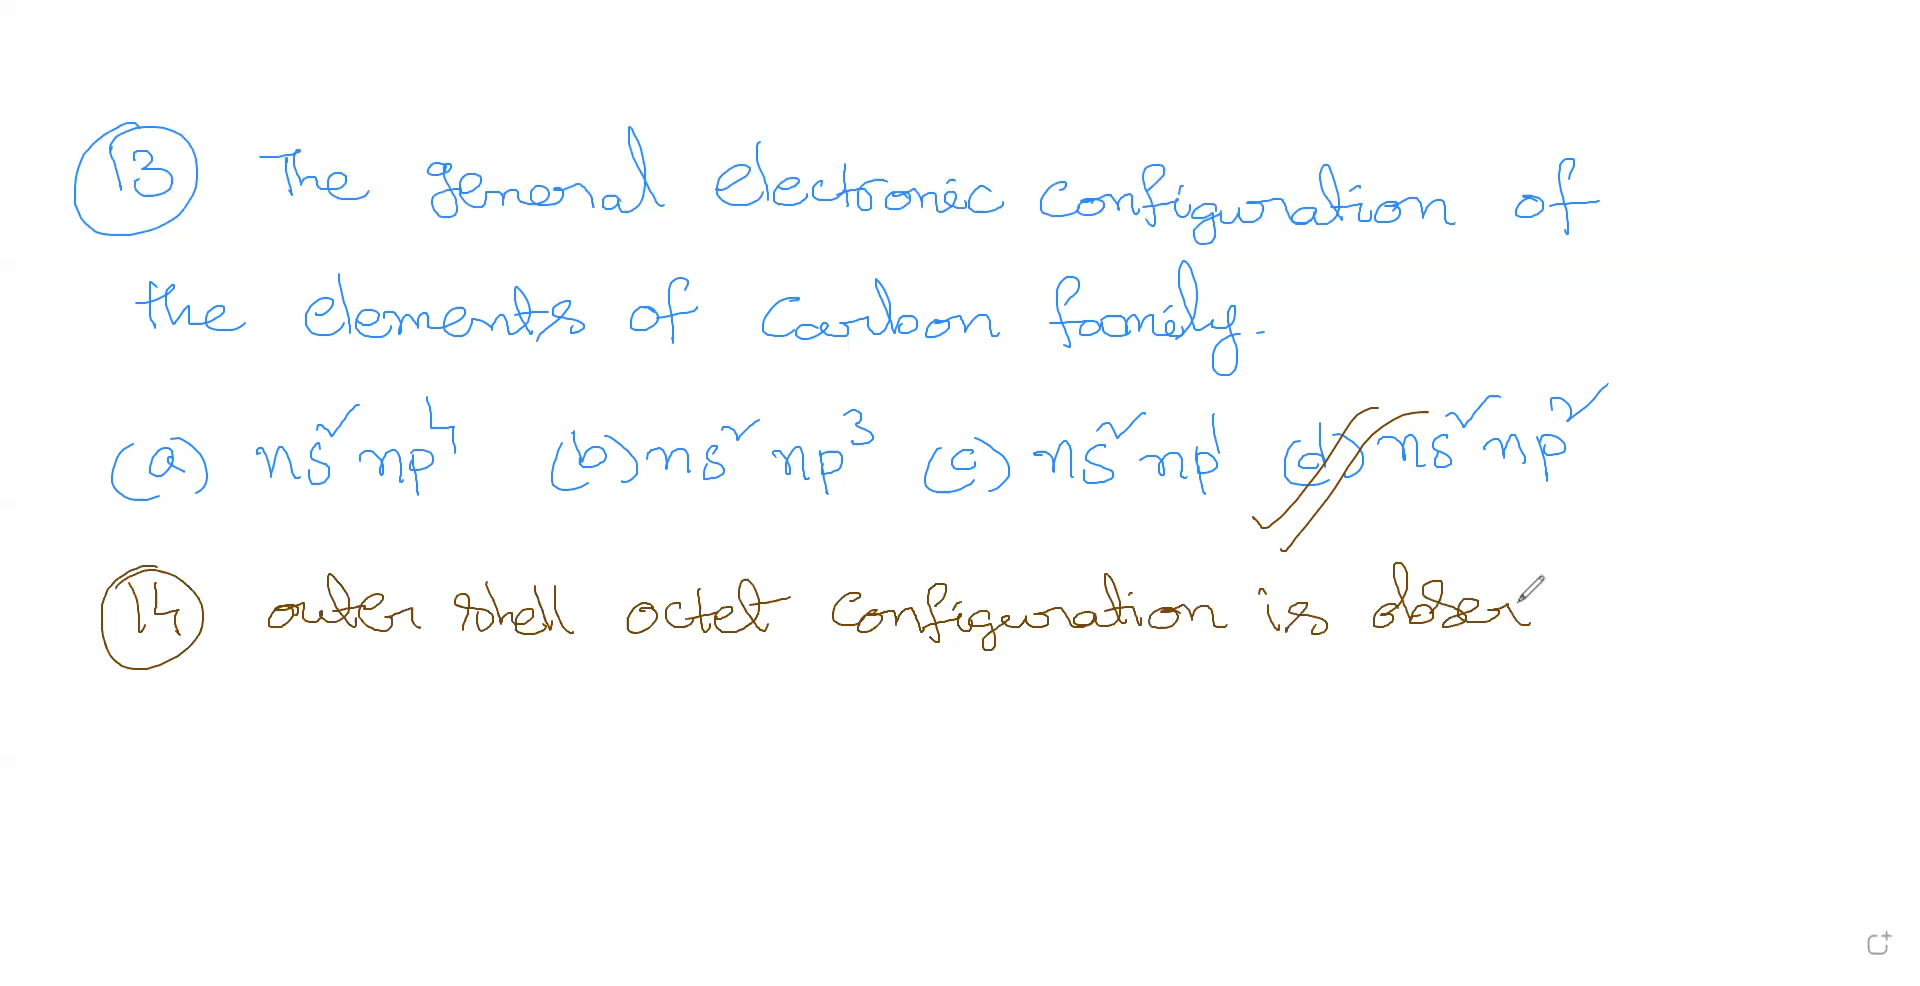 13 The general electronic configuration of
the elements of carbon family.
(a) ns² np⁴ (b) ns² np³ (c) ns² np¹ (d) ns² np²
14 outer shell octet configuration is obser